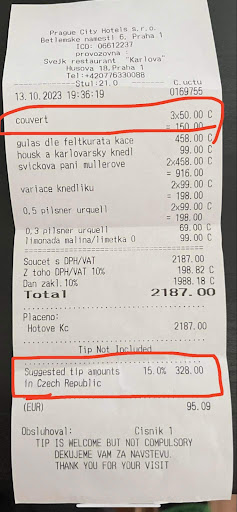 Prague City Hotels s.r.o.
Betlemske namesti 6, Praha 1
ICO: 06612237
provozovna
Svejk restaurant "Karlova"
Husova 18,Praha 1
Tel:+420776330088
Stul:21.0 C.uctu
13.10.2023 19:36:19 0169755
couvert 3x50.00 C
= 150.00
gulas dle feltkurata kace 458.00 C
housk a karlovarsky knedl 99.00 C
svickova pani mullerove 2x458.00 C
= 916.00
variace knedliku 2x99.00 C
= 198.00
0,5 pilsner urquell 2x99.00 C
= 198.00
0,3 pilsner urquell 69.00 C
limonada malina/limetka 0 99.00 C
Soucet s DPH/VAT 2187.00
Z toho DPH/VAT 10% 198.82 C
Dan zakl. 10% 1988.18 C
Total 2187.00
Placeno:
Hotove Kc 2187.00
Tip Not Included
Suggested tip amounts 15.0% 328.00
in Czech Republic
(EUR) 95.09
Obsluhoval: Cisnik 1
TIP IS WELCOME BUT NOT COMPULSORY
DEKUJEME VAM ZA NAVSTEVU.
THANK YOU FOR YOUR VISIT